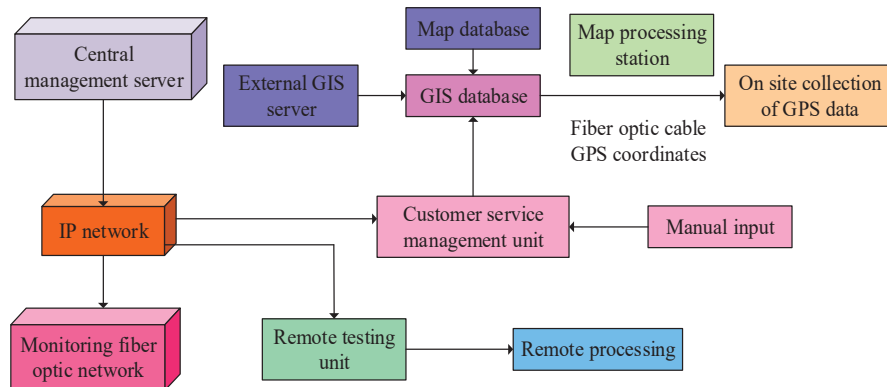 Central
management server
Map database
Map processing
station
External GIS
server
GIS database
On site collection
of GPS data
Fiber optic cable
GPS coordinates
IP network
Customer service
management unit
Manual input
Monitoring fiber
optic network
Remote testing
unit
Remote processing